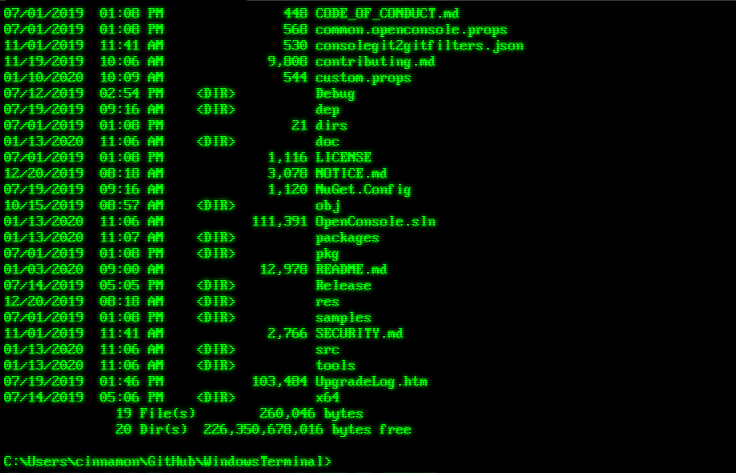 07/01/2019  01:08 PM               448 CODE_OF_CONDUCT.md
07/01/2019  01:08 PM               568 common.openconsole.props
11/01/2019  11:41 AM               530 consolegit2gitfilters.json
11/19/2019  10:06 AM             9,808 contributing.md
01/10/2020  10:09 AM               544 custom.props
07/12/2019  02:54 PM    <DIR>          Debug
07/19/2019  09:16 AM    <DIR>          dep
07/01/2019  01:08 PM                21 dirs
01/13/2020  11:06 AM    <DIR>          doc
07/01/2019  01:08 PM             1,116 LICENSE
12/20/2019  08:18 AM             3,078 NOTICE.md
07/19/2019  09:16 AM             1,120 NuGet.Config
10/15/2019  08:57 AM    <DIR>          obj
01/13/2020  11:06 AM           111,391 OpenConsole.sln
01/13/2020  11:07 AM    <DIR>          packages
07/01/2019  01:08 PM    <DIR>          pkg
01/03/2020  09:00 AM            12,978 README.md
07/14/2019  05:05 PM    <DIR>          Release
12/20/2019  08:18 AM    <DIR>          res
07/01/2019  01:08 PM    <DIR>          samples
11/01/2019  11:41 AM             2,766 SECURITY.md
01/13/2020  11:06 AM    <DIR>          src
01/13/2020  11:06 AM    <DIR>          tools
07/19/2019  01:46 PM           103,484 UpgradeLog.htm
07/14/2019  05:06 PM    <DIR>          x64
              19 File(s)        260,046 bytes
              20 Dir(s)  226,350,678,016 bytes free
C:\Users\cinnamon\GitHub\WindowsTerminal>